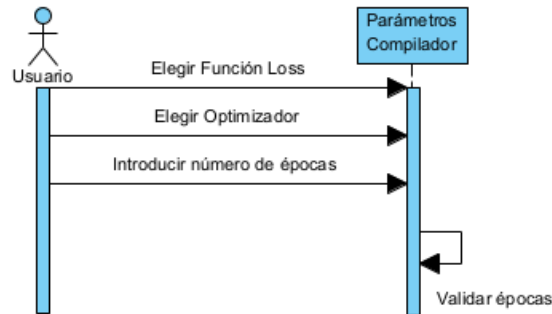 Usuario
Parámetros
Compilador
Elegir Función Loss
Elegir Optimizador
Introducir número de épocas
Validar épocas